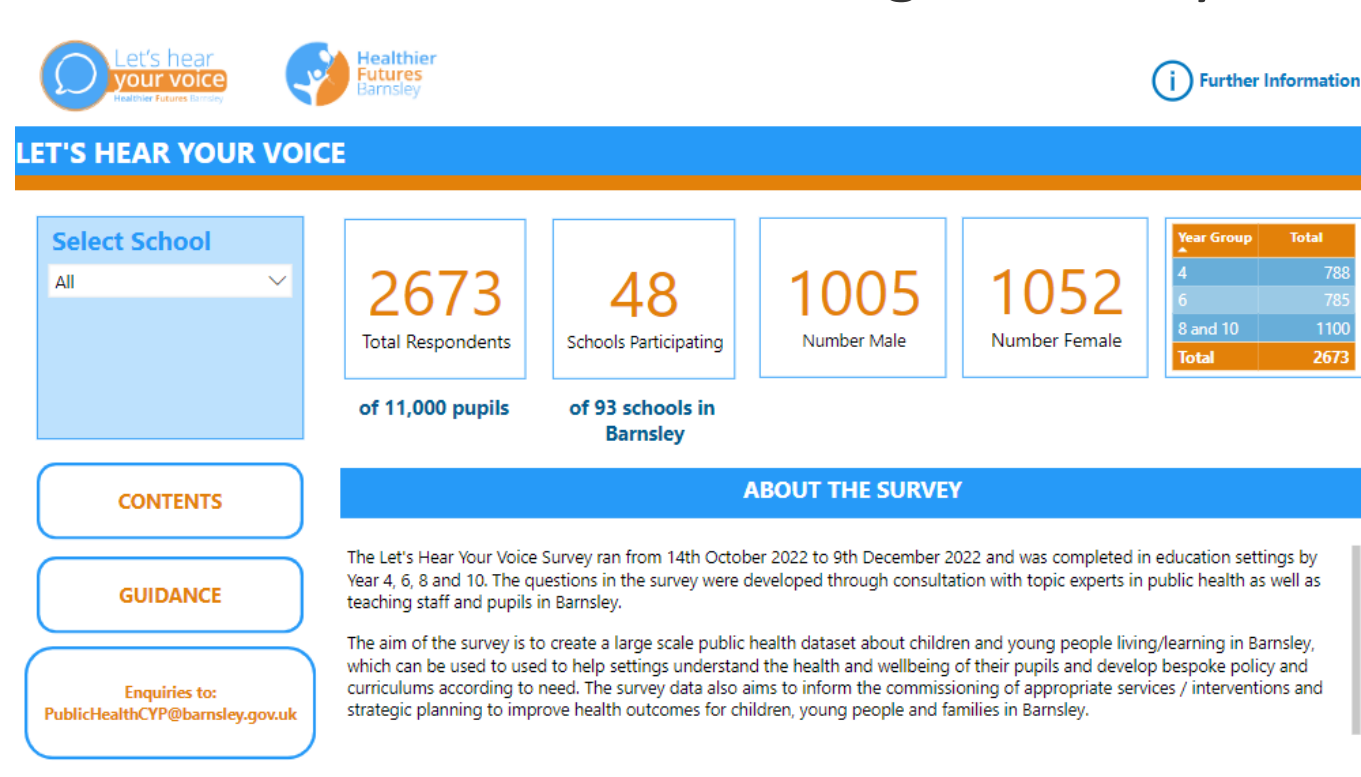 Let's hear
your voice
Healthier Futures Barnsley
Healthier
Futures
Barnsley
i Further Information
LET'S HEAR YOUR VOICE
Select School
All
2673
Total Respondents
of 11,000 pupils
48
Schools Participating
of 93 schools in
Barnsley
1005
Number Male
1052
Number Female
Year Group Total
4 788
6 785
8 and 10 1100
Total 2673
CONTENTS
GUIDANCE
Enquiries to:
PublicHealthCYP@barnsley.gov.uk
ABOUT THE SURVEY
The Let's Hear Your Voice Survey ran from 14th October 2022 to 9th December 2022 and was completed in education settings by
Year 4, 6, 8 and 10. The questions in the survey were developed through consultation with topic experts in public health as well as
teaching staff and pupils in Barnsley.
The aim of the survey is to create a large scale public health dataset about children and young people living/learning in Barnsley,
which can be used to used to help settings understand the health and wellbeing of their pupils and develop bespoke policy and
curriculums according to need. The survey data also aims to inform the commissioning of appropriate services / interventions and
strategic planning to improve health outcomes for children, young people and families in Barnsley.